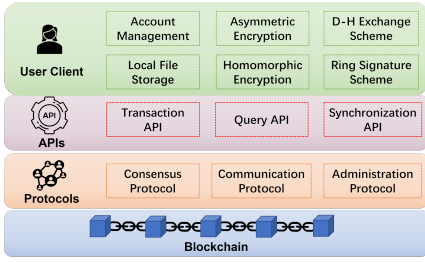 Account
Management
Asymmetric
Encryption
D-H Exchange
Scheme
User Client
Local File
Storage
Homomorphic
Encryption
Ring Signature
Scheme
API
APIs
Transaction
API
Query API
Synchronization
API
Protocols
Consensus
Protocol
Communication
Protocol
Administration
Protocol
Blockchain